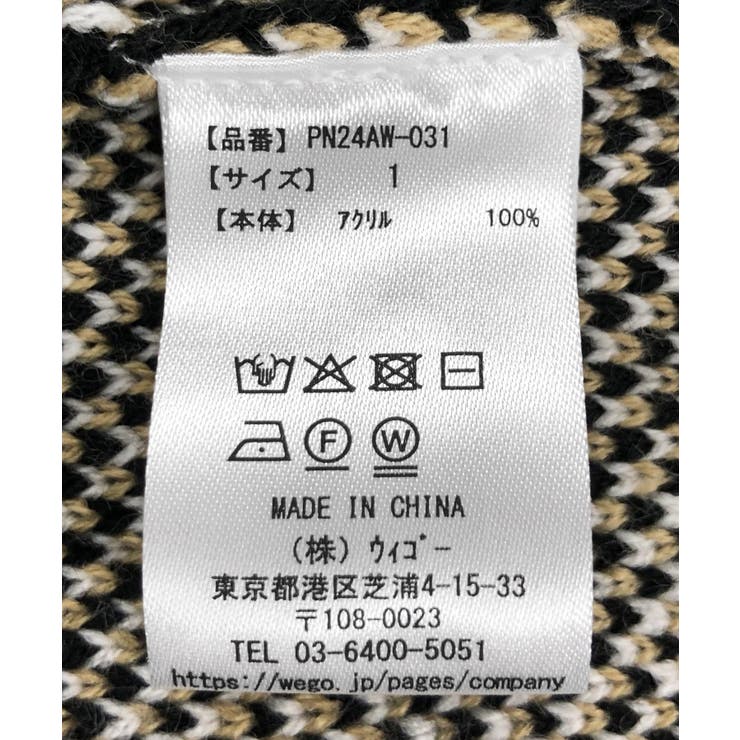 【品番】 PN24AW-031
【サイズ】 1
【本体】 アクリル 100%
F W
MADE IN CHINA
(株) ウィゴー
東京都港区芝浦4-15-33
〒108-0023
TEL 03-6400-5051
https://wego.jp/pages/company